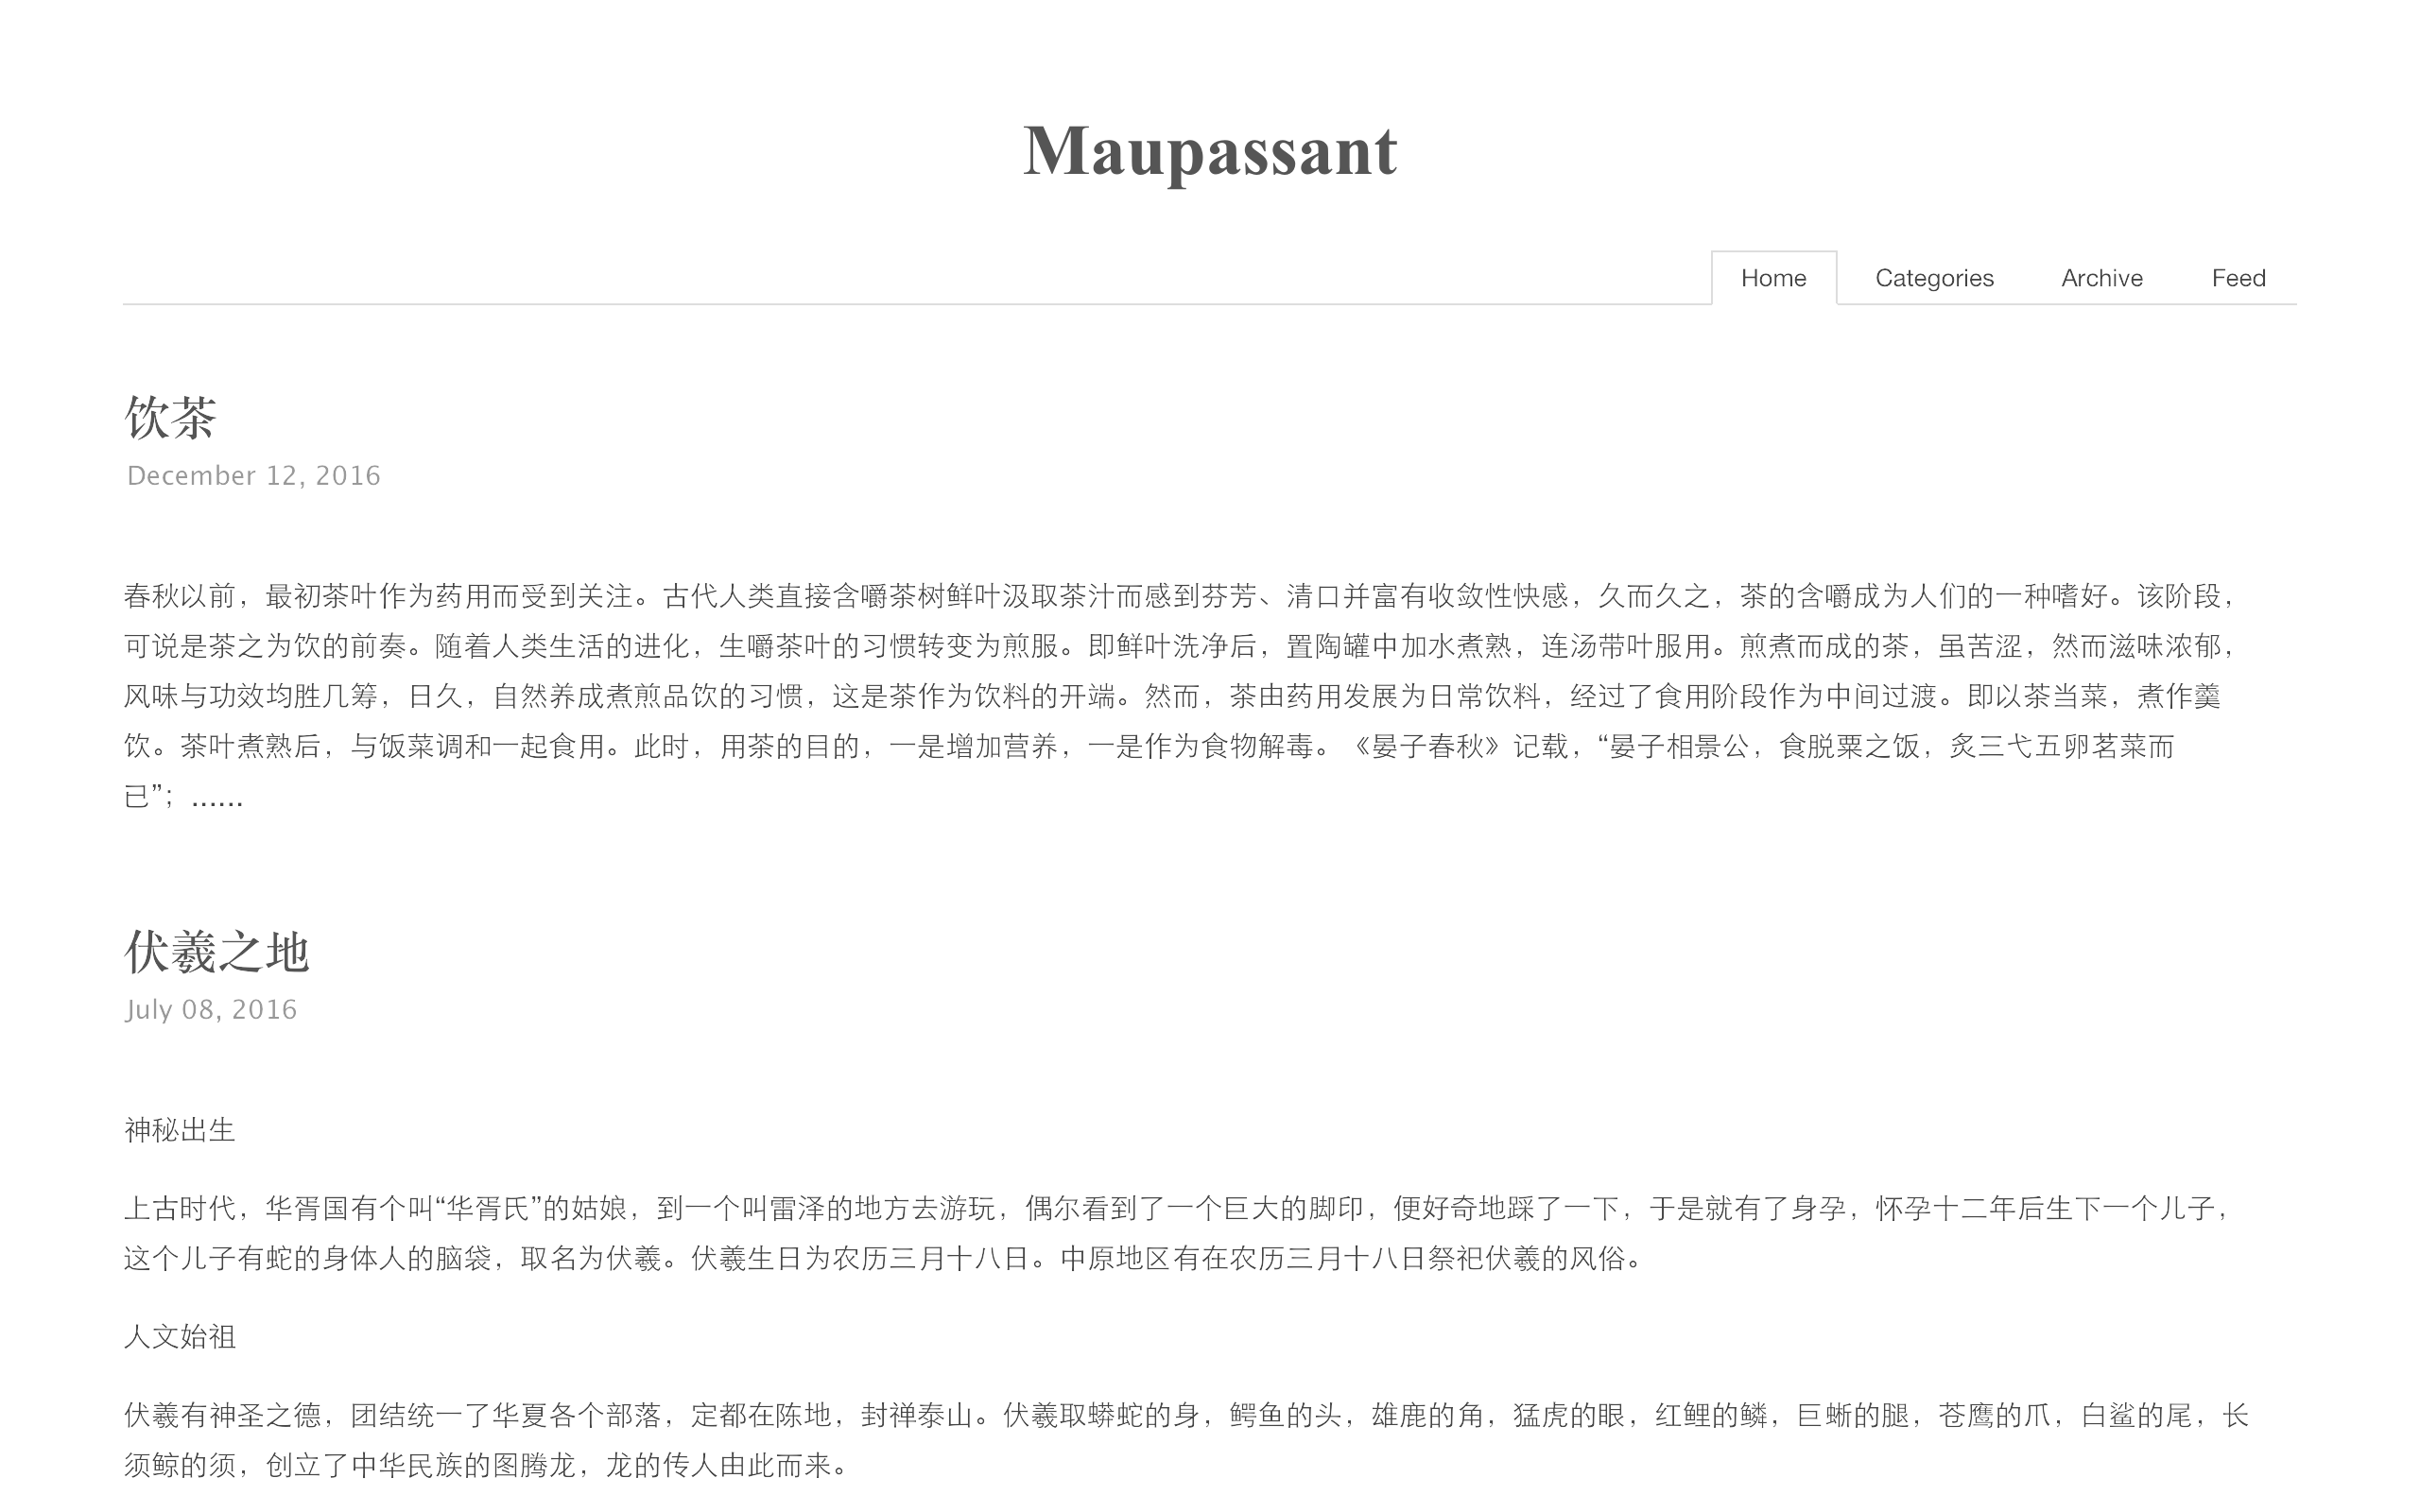 Maupassant
Home Categories Archive Feed
饮茶
December 12, 2016
春秋以前，最初茶叶作为药用而受到关注。古代人类直接含嚼茶树鲜叶汲取茶汁而感到芬芳、清口并富有收敛性快感，久而久之，茶的含嚼成为人们的一种嗜好。该阶段，
可说是茶之为饮的前奏。随着人类生活的进化，生嚼茶叶的习惯转变为煎服。即鲜叶洗净后，置陶罐中加水煮熟，连汤带叶服用。煎煮而成的茶，虽苦涩，然而滋味浓郁，
风味与功效均胜几筹，日久，自然养成煮煎品饮的习惯，这是茶作为饮料的开端。然而，茶由药用发展为日常饮料，经过了食用阶段作为中间过渡。即以茶当菜，煮作羹
饮。茶叶煮熟后，与饭菜调和一起食用。此时，用茶的目的，一是增加营养，一是作为食物解毒。《晏子春秋》记载，“晏子相景公，食脱粟之饭，炙三弋五卵茗菜而
已”；......
伏羲之地
July 08, 2016
神秘出生
上古时代，华胥国有个叫“华胥氏”的姑娘，到一个叫雷泽的地方去游玩，偶尔看到了一个巨大的脚印，便好奇地踩了一下，于是就有了身孕，怀孕十二年后生下一个儿子，
这个儿子有蛇的身体人的脑袋，取名为伏羲。伏羲生日为农历三月十八日。中原地区有在农历三月十八日祭祀伏羲的风俗。
人文始祖
伏羲有神圣之德，团结统一了华夏各个部落，定都在陈地，封禅泰山。伏羲取蟒蛇的身，鳄鱼的头，雄鹿的角，猛虎的眼，红鲤的鳞，巨蜥的腿，苍鹰的爪，白鲨的尾，长
须鲸的须，创立了中华民族的图腾龙，龙的传人由此而来。